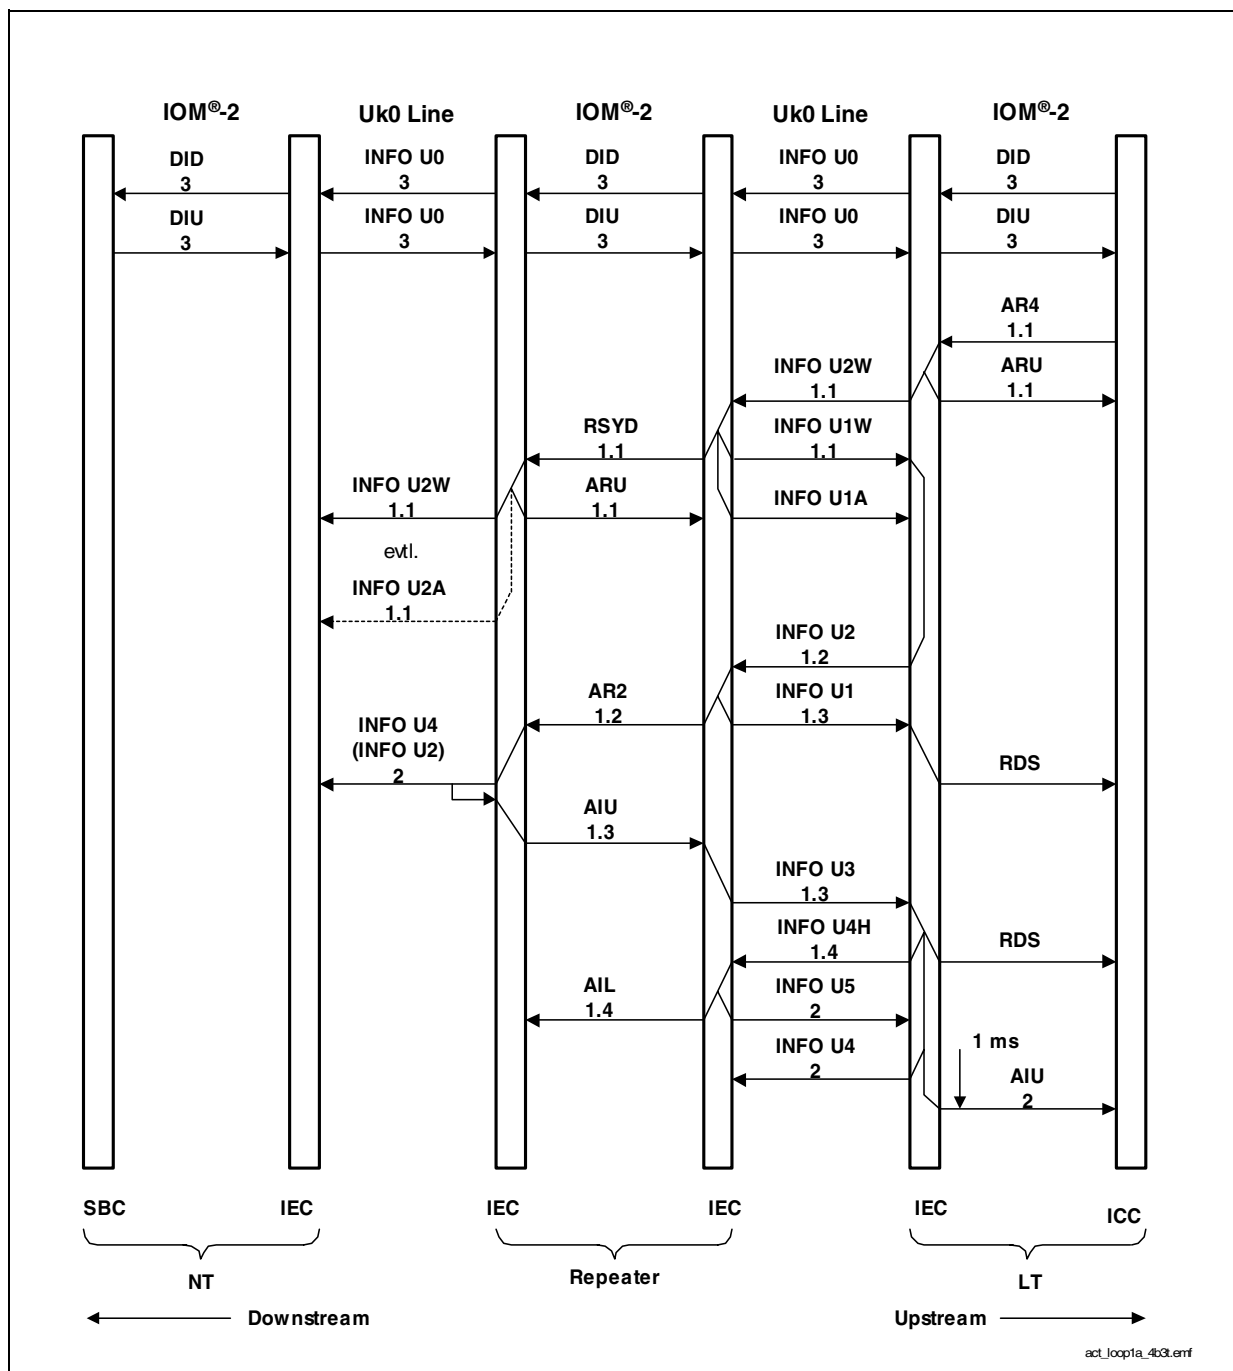 IOM®-2 Uk0 Line IOM®-2 Uk0 Line IOM®-2
DID INFO U0 DID INFO U0 DID
3 3 3 3 3
DIU INFO U0 DIU INFO U0 DIU
3 3 3 3 3
AR4
1.1
INFO U2W ARU
1.1 1.1
RSYD INFO U1W
1.1 1.1
INFO U2W ARU INFO U1A
1.1 1.1
evtl.
INFO U2A
1.1
INFO U2
1.2
AR2 INFO U1
1.2 1.3
INFO U4
(INFO U2) RDS
2
AIU
1.3
INFO U3
1.3
INFO U4H RDS
1.4
AIL INFO U5
1.4 2
INFO U4 1 ms
2 AIU
2
SBC IEC IEC IEC IEC ICC
NT Repeater LT
Downstream Upstream
act_loop1a_4b3t.emf